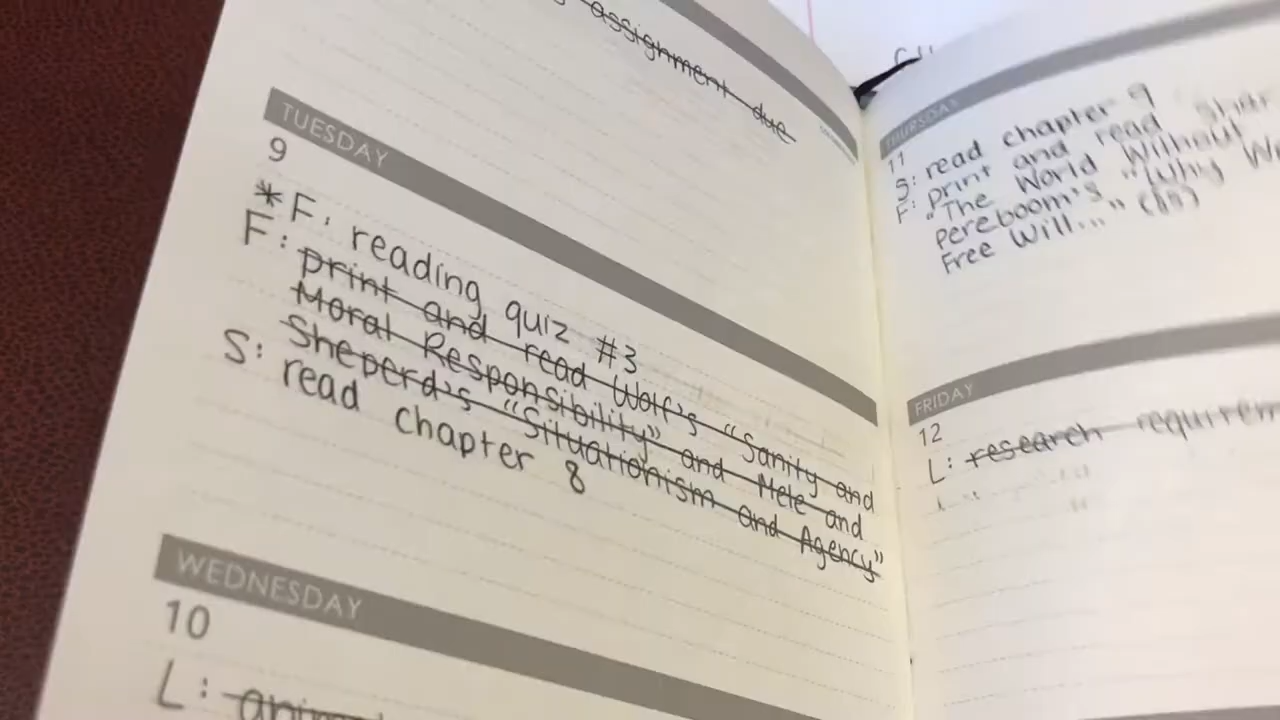 assignment due
TUESDAY
9
*F: reading quiz #3
F: print and read Wolf's "Sanity and
Moral Responsibility" and Mele and
Sheperd's "Situationism and Agency"
S: read chapter 8
WEDNESDAY
10
L:
THURSDAY
11
S: read chapter 9
F: print and read
"The World Without
Pereboom's "Why We
Free Will..."
FRIDAY
12
L: research